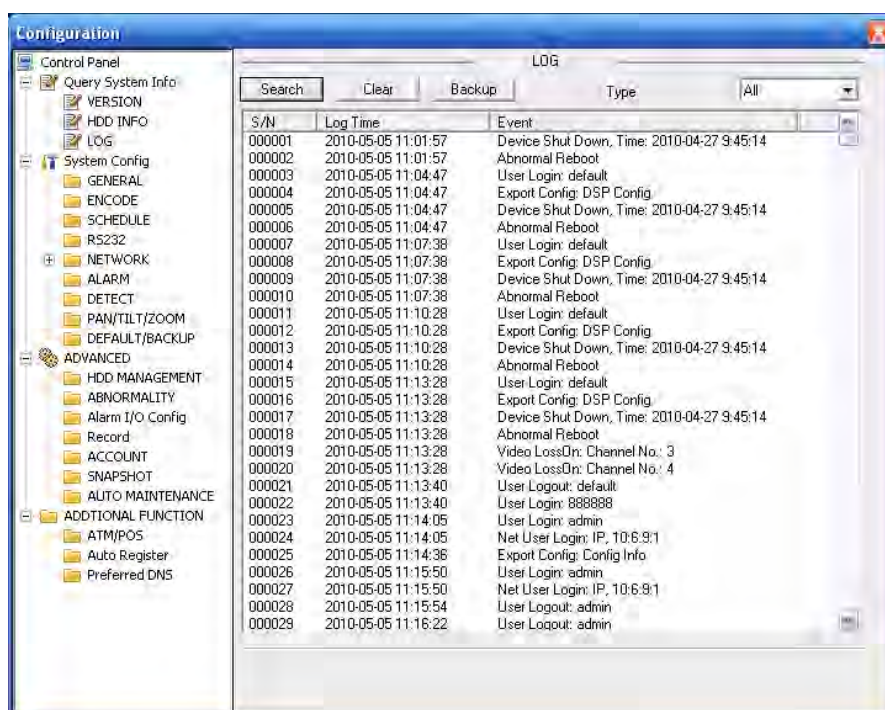 Configuration
Control Panel
Query System Info
VERSION
HDD INFO
LOG
System Config
GENERAL
ENCODE
SCHEDULE
RS232
NETWORK
ALARM
DETECT
PAN/TILT/ZOOM
DEFAULT/BACKUP
ADVANCED
HDD MANAGEMENT
ABNORMALITY
Alarm I/O Config
Record
ACCOUNT
SNAPSHOT
AUTO MAINTENANCE
ADDTIONAL FUNCTION
ATM/POS
Auto Register
Preferred DNS
LOG
Search Clear Backup Type All
S/N Log Time Event
000001 2010-05-05 11:01:57 Device Shut Down, Time: 2010-04-27 9:45:14
000002 2010-05-05 11:01:57 Abnormal Reboot
000003 2010-05-05 11:04:47 User Login: default
000004 2010-05-05 11:04:47 Export Config: DSP Config
000005 2010-05-05 11:04:47 Device Shut Down, Time: 2010-04-27 9:45:14
000006 2010-05-05 11:04:47 Abnormal Reboot
000007 2010-05-05 11:07:38 User Login: default
000008 2010-05-05 11:07:38 Export Config: DSP Config
000009 2010-05-05 11:07:38 Device Shut Down, Time: 2010-04-27 9:45:14
000010 2010-05-05 11:07:38 Abnormal Reboot
000011 2010-05-05 11:10:28 User Login: default
000012 2010-05-05 11:10:28 Export Config: DSP Config
000013 2010-05-05 11:10:28 Device Shut Down, Time: 2010-04-27 9:45:14
000014 2010-05-05 11:10:28 Abnormal Reboot
000015 2010-05-05 11:13:28 User Login: default
000016 2010-05-05 11:13:28 Export Config: DSP Config
000017 2010-05-05 11:13:28 Device Shut Down, Time: 2010-04-27 9:45:14
000018 2010-05-05 11:13:28 Abnormal Reboot
000019 2010-05-05 11:13:28 Video LossOn: Channel No.: 3
000020 2010-05-05 11:13:28 Video LossOn: Channel No.: 4
000021 2010-05-05 11:13:40 User Logout: default
000022 2010-05-05 11:13:40 User Login: 888888
000023 2010-05-05 11:14:05 User Login: admin
000024 2010-05-05 11:14:05 Net User Login: IP, 10:6:9:1
000025 2010-05-05 11:14:36 Export Config: Config Info
000026 2010-05-05 11:15:50 User Login: admin
000027 2010-05-05 11:15:50 Net User Login: IP, 10:6:9:1
000028 2010-05-05 11:15:54 User Logout: admin
000029 2010-05-05 11:16:22 User Logout: admin